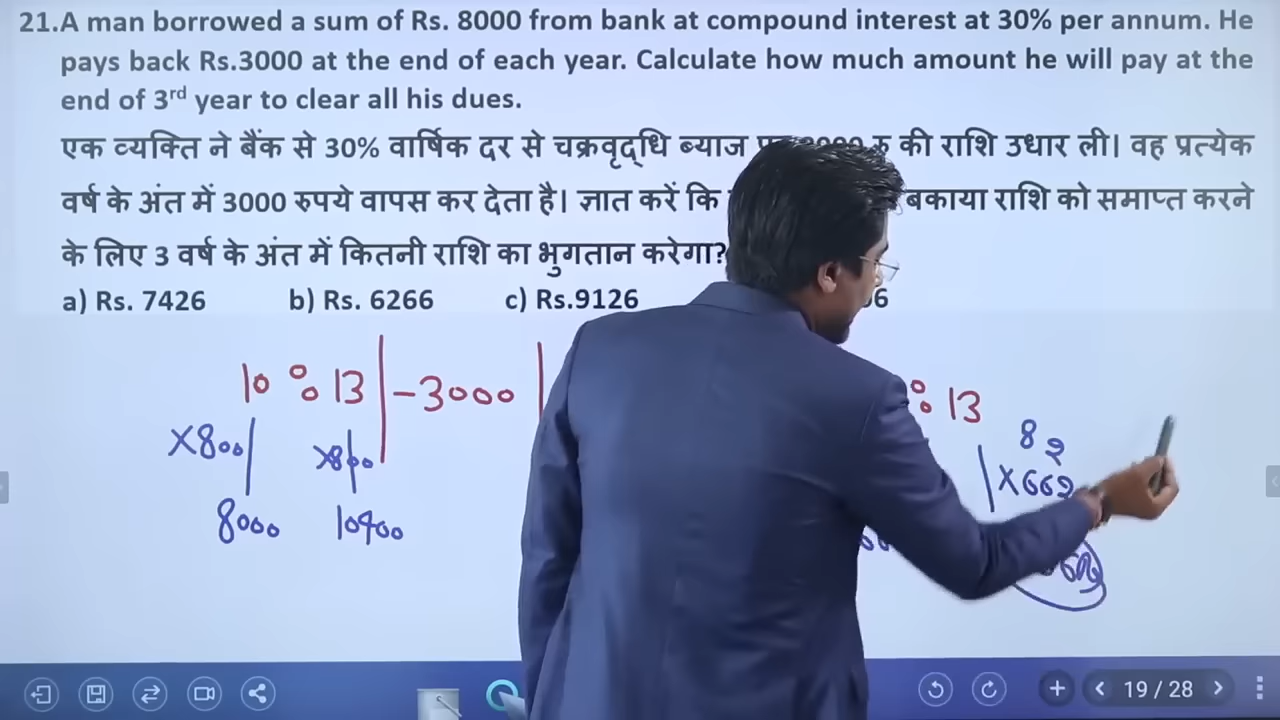 21.A man borrowed a sum of Rs. 8000 from bank at compound interest at 30% per annum. He
pays back Rs.3000 at the end of each year. Calculate how much amount he will pay at the
end of 3rd year to clear all his dues.
एक व्यक्ति ने बैंक से 30% वार्षिक दर से चक्रवृद्धि ब्याज रु की राशि उधार ली। वह प्रत्येक
वर्ष के अंत में 3000 रुपये वापस कर देता है। ज्ञात करें कि बकाया राशि को समाप्त करने
के लिए 3 वर्ष के अंत में कितनी राशि का भुगतान करेगा?
a) Rs. 7426 b) Rs. 6266 c) Rs.9126
10 % 13 -3000 % 13
×800 ×800 82
×662
8000 10400
19 / 28